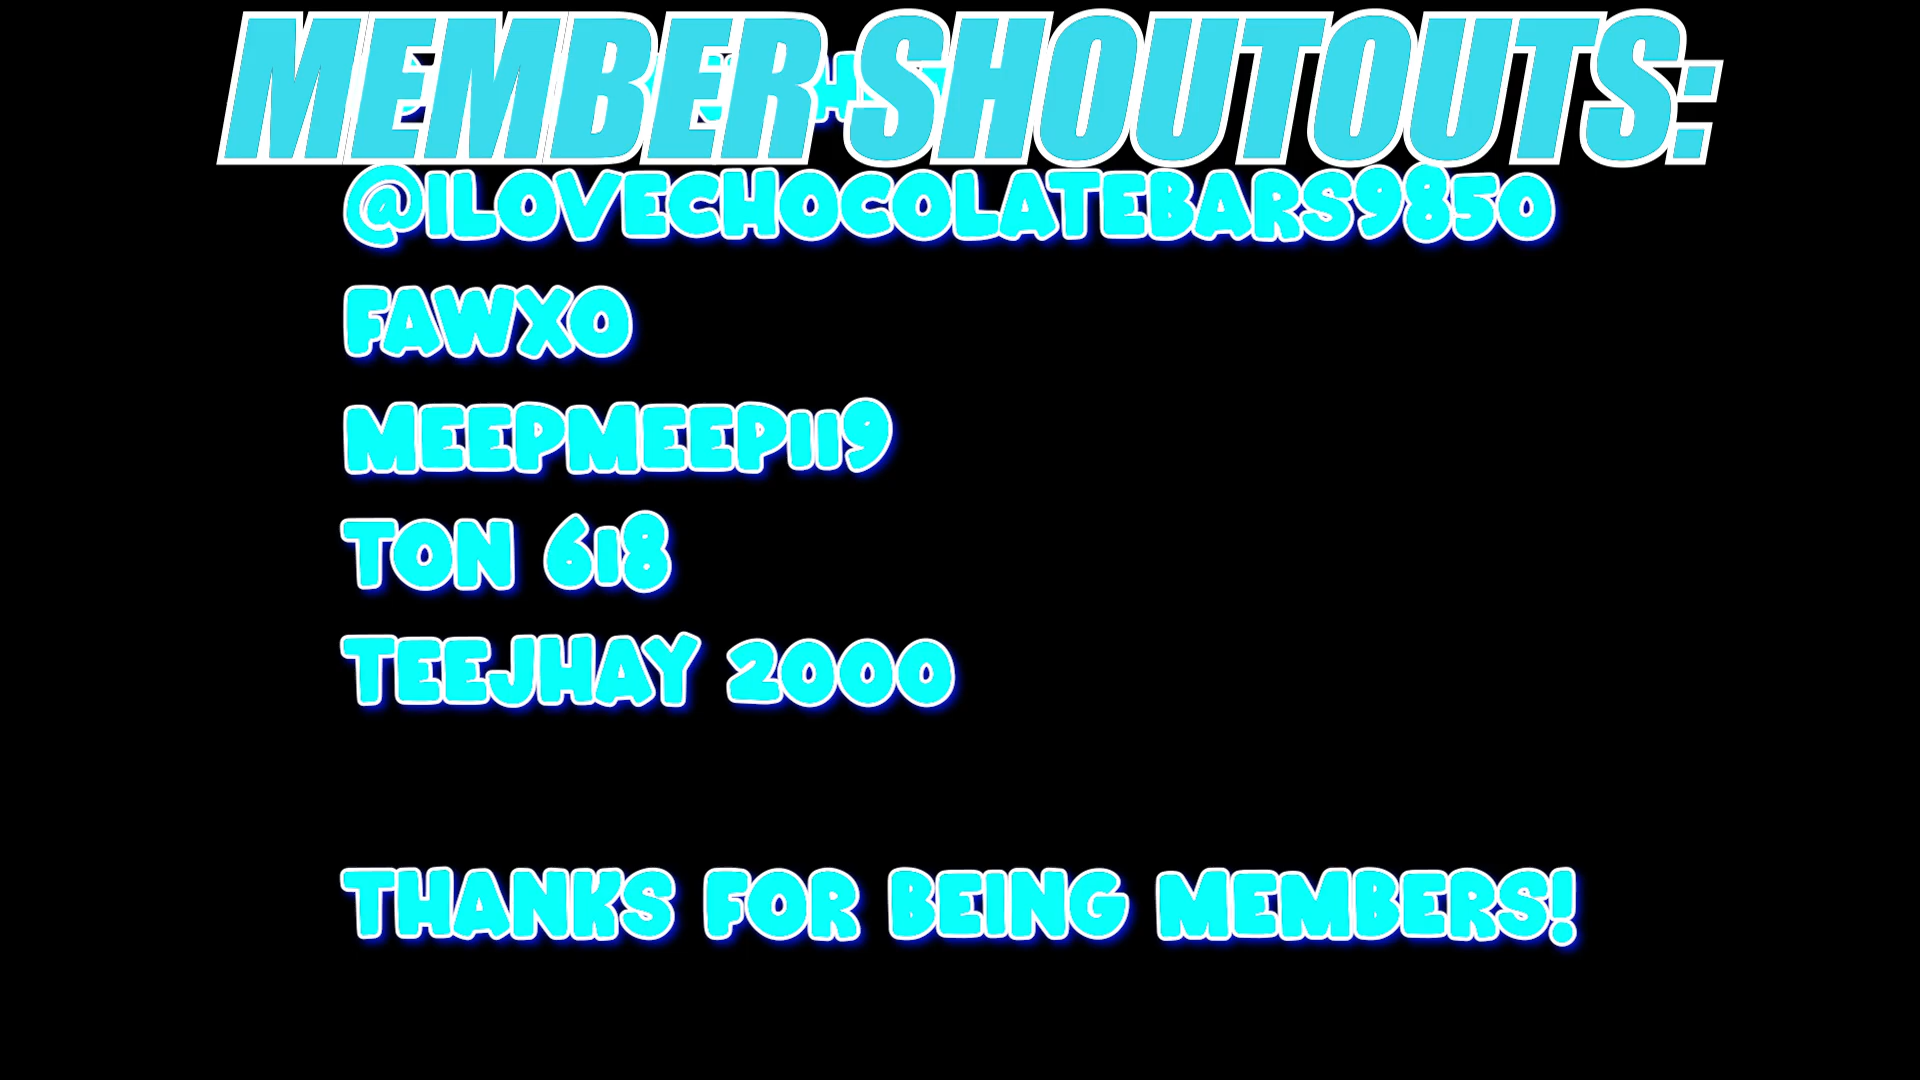 MEMBER SHOUTOUTS:
@ILOVECHOCOLATEBARS9850
FAWXO
MEEPMEEP119
TON 618
TEEJHAY 2000
THANKS FOR BEING MEMBERS!